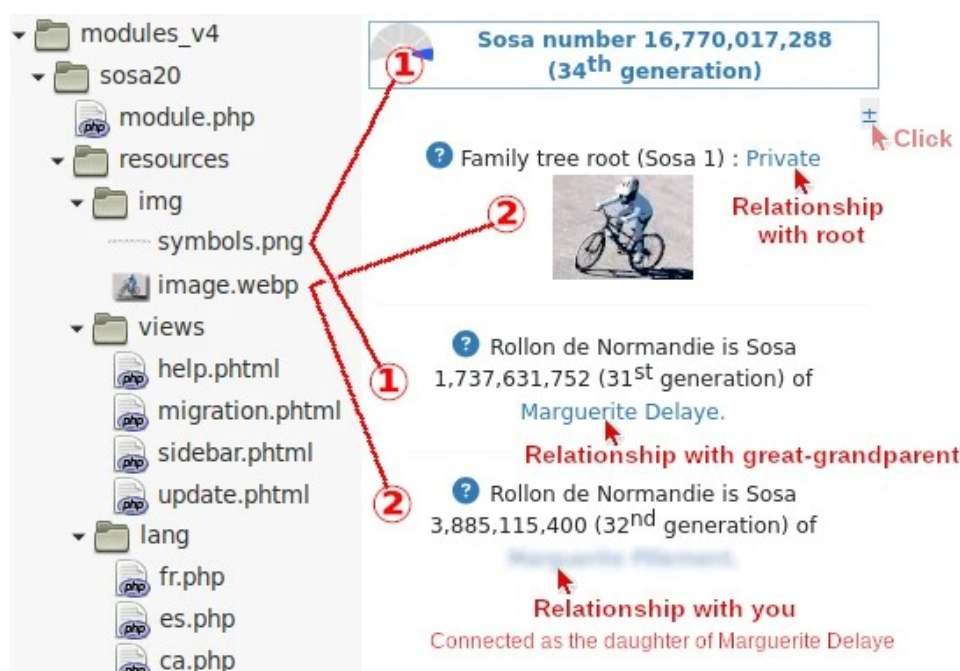 modules_v4
sosa20
module.php
resources
img
symbols.png
image.webp
views
help.phtml
migration.phtml
sidebar.phtml
update.phtml
lang
fr.php
es.php
ca.php
Sosa number 16,770,017,288
(34th generation)
1
±
Click
? Family tree root (Sosa 1) : Private
Relationship
with root
2
? Rollon de Normandie is Sosa
1,737,631,752 (31st generation) of
Marguerite Delaye.
1
Relationship with great-grandparent
? Rollon de Normandie is Sosa
3,885,115,400 (32nd generation) of
2
Relationship with you
Connected as the daughter of Marguerite Delaye